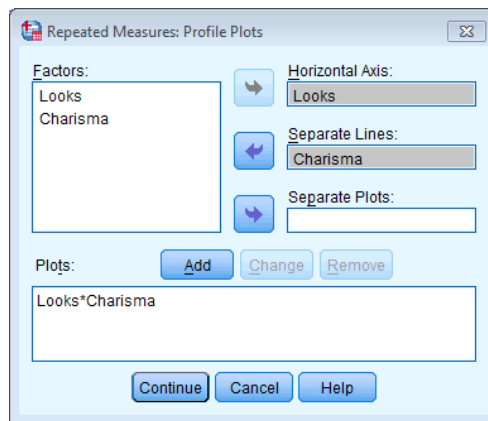 Repeated Measures: Profile Plots
Factors:
Looks
Charisma
Horizontal Axis:
Looks
Separate Lines:
Charisma
Separate Plots:
Plots:
Add
Change
Remove
Looks*Charisma
Continue
Cancel
Help